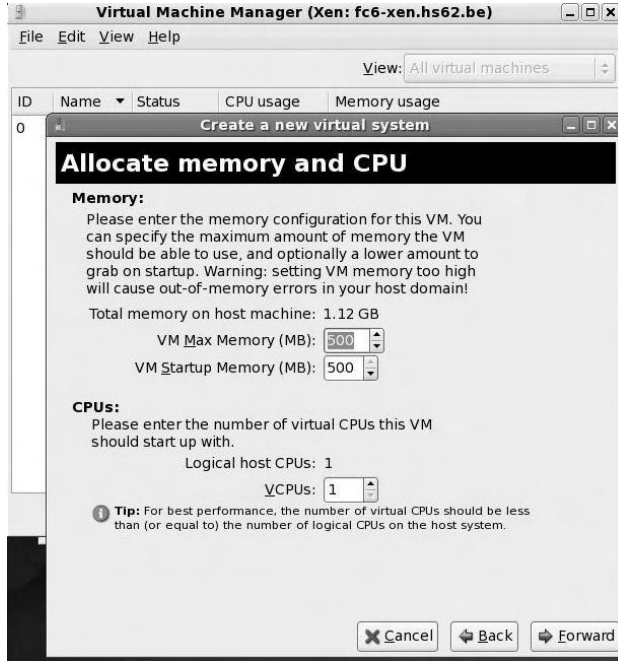 Virtual Machine Manager (Xen: fc6-xen.hs62.be)
File Edit View Help
View: All virtual machines
ID Name Status CPU usage Memory usage
0
Create a new virtual system
Allocate memory and CPU
Memory:
Please enter the memory configuration for this VM. You
can specify the maximum amount of memory the VM
should be able to use, and optionally a lower amount to
grab on startup. Warning: setting VM memory too high
will cause out-of-memory errors in your host domain!
Total memory on host machine: 1.12 GB
VM Max Memory (MB): 500
VM Startup Memory (MB): 500
CPUs:
Please enter the number of virtual CPUs this VM
should start up with.
Logical host CPUs: 1
VCPUs: 1
Tip: For best performance, the number of virtual CPUs should be less
than (or equal to) the number of logical CPUs on the host system.
Cancel Back Forward